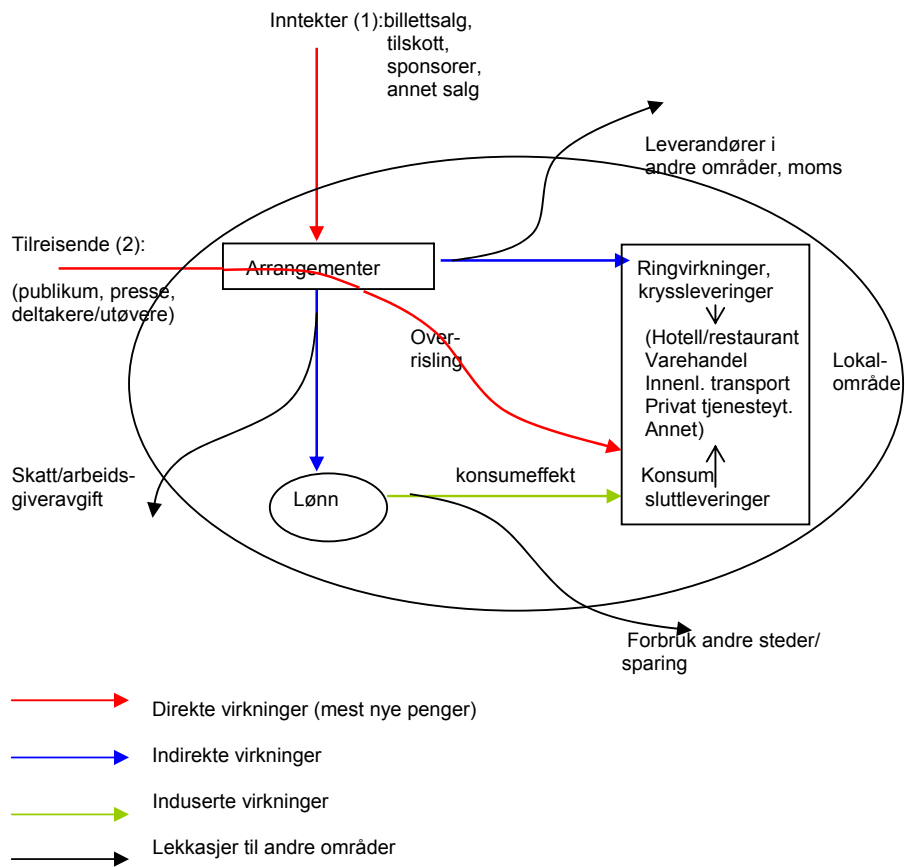 Inntekter (1):billettsalg,
tilskott,
sponsorer,
annet salg
Leverandører i
andre områder, moms
Tilreisende (2):
(publikum, presse,
deltakere/utøvere)
Arrangementer
Ringvirkninger,
kryssleveringer
(Hotell/restaurant
Varehandel
Innenl. transport
Privat tjenesteyt.
Annet)
Konsum
sluttleveringer
Over-
risling
Lokal-
område
Skatt/arbeids-
giveravgift
Lønn
konsumeffekt
Forbruk andre steder/
sparing
Direkte virkninger (mest nye penger)
Indirekte virkninger
Induserte virkninger
Lekkasjer til andre områder